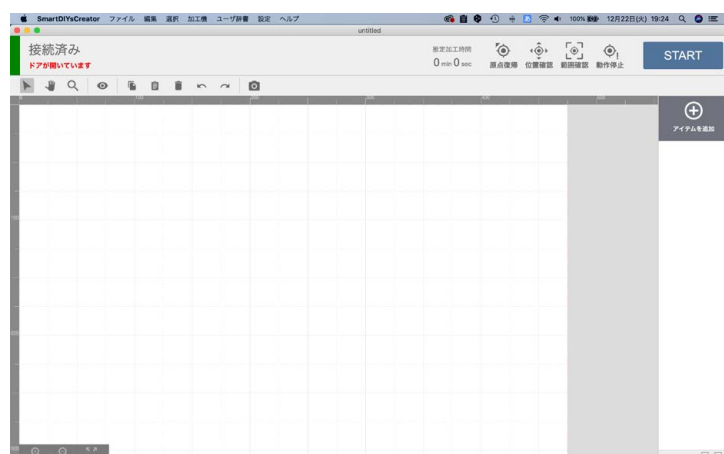 SmartDIYsCreator ファイル 編集 選択 加工機 ユーザ辞書 設定 ヘルプ 100% 12月22日(火) 19:24
untitled
接続済み
ドアが開いています
想定加工時間
0 min 0 sec
原点復帰 位置確認 範囲確認 動作停止
START
アイテムを追加